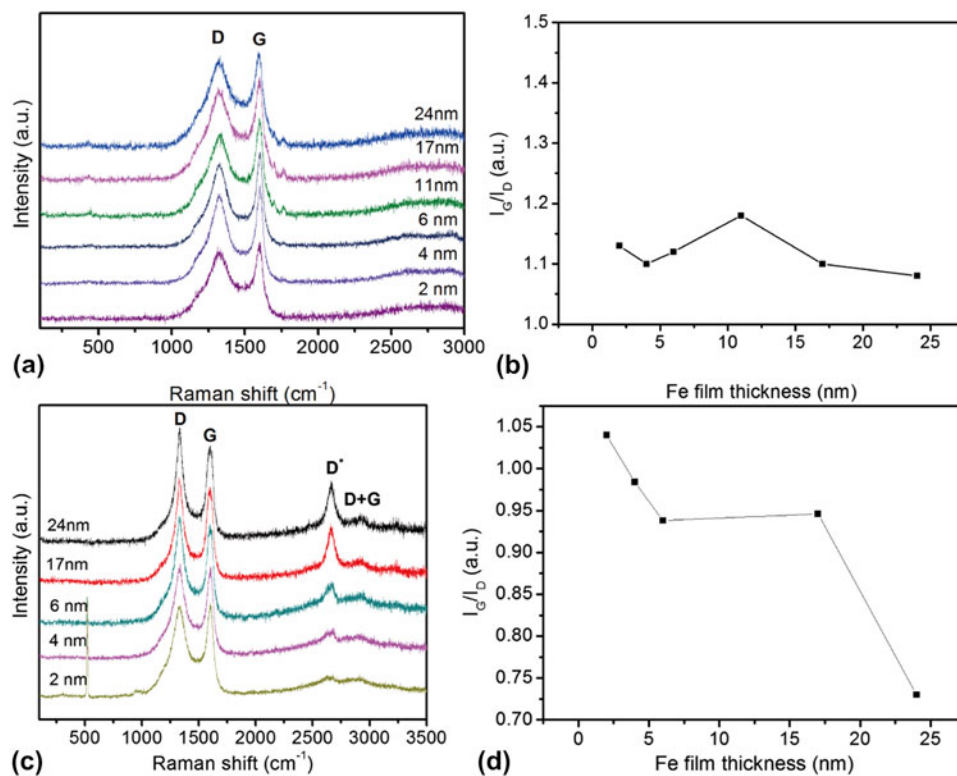 Intensity (a.u.)
D G
24nm
17nm
11nm
6 nm
4 nm
2 nm
500 1000 1500 2000 2500 3000
Raman shift (cm⁻¹)
(a)
I_G/I_D (a.u.)
1.5
1.4
1.3
1.2
1.1
1.0
0 5 10 15 20 25
Fe film thickness (nm)
(b)
Intensity (a.u.)
D
G
D*
D+G
24nm
17nm
6 nm
4 nm
2 nm
0 500 1000 1500 2000 2500 3000 3500
Raman shift (cm⁻¹)
(c)
I_G/I_D (a.u.)
1.05
1.00
0.95
0.90
0.85
0.80
0.75
0.70
0 5 10 15 20 25
Fe film thickness (nm)
(d)